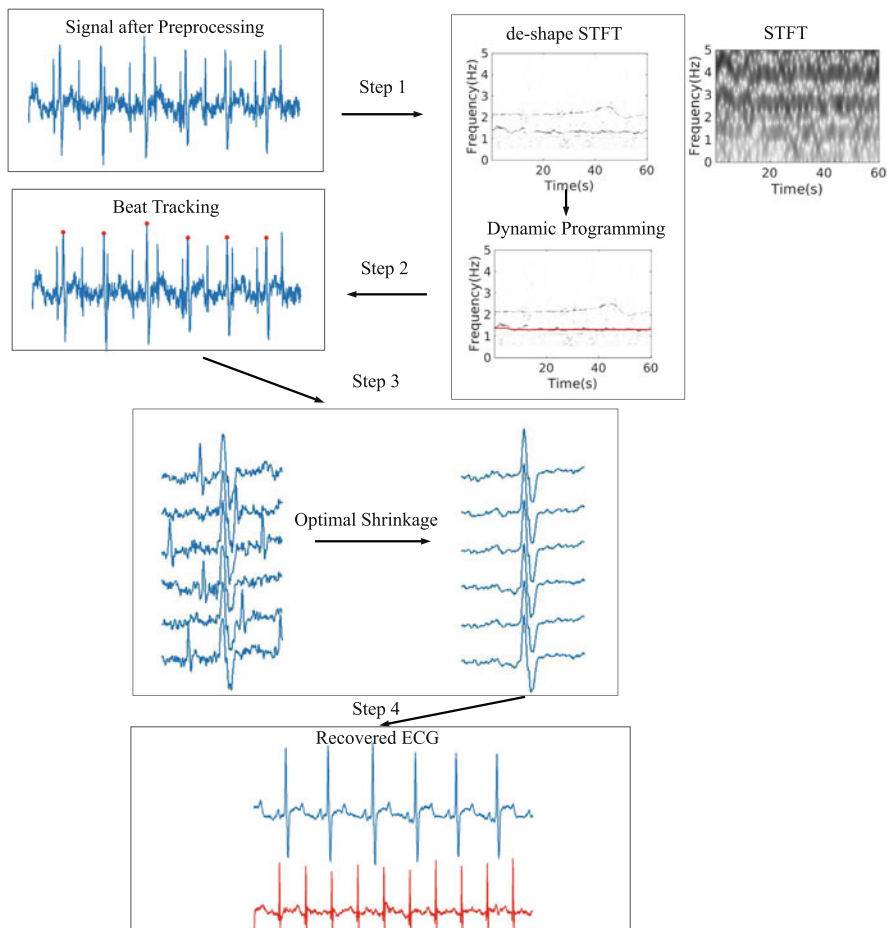 Signal after Preprocessing
Step 1
de-shape STFT
Frequency(Hz)
5
4
3
2
1
0
20 40 60
Time(s)
STFT
Frequency(Hz)
5
4
3
2
1
0
20 40 60
Time(s)
Dynamic Programming
Frequency(Hz)
5
4
3
2
1
0
20 40 60
Time(s)
Step 2
Beat Tracking
Step 3
Optimal Shrinkage
Step 4
Recovered ECG